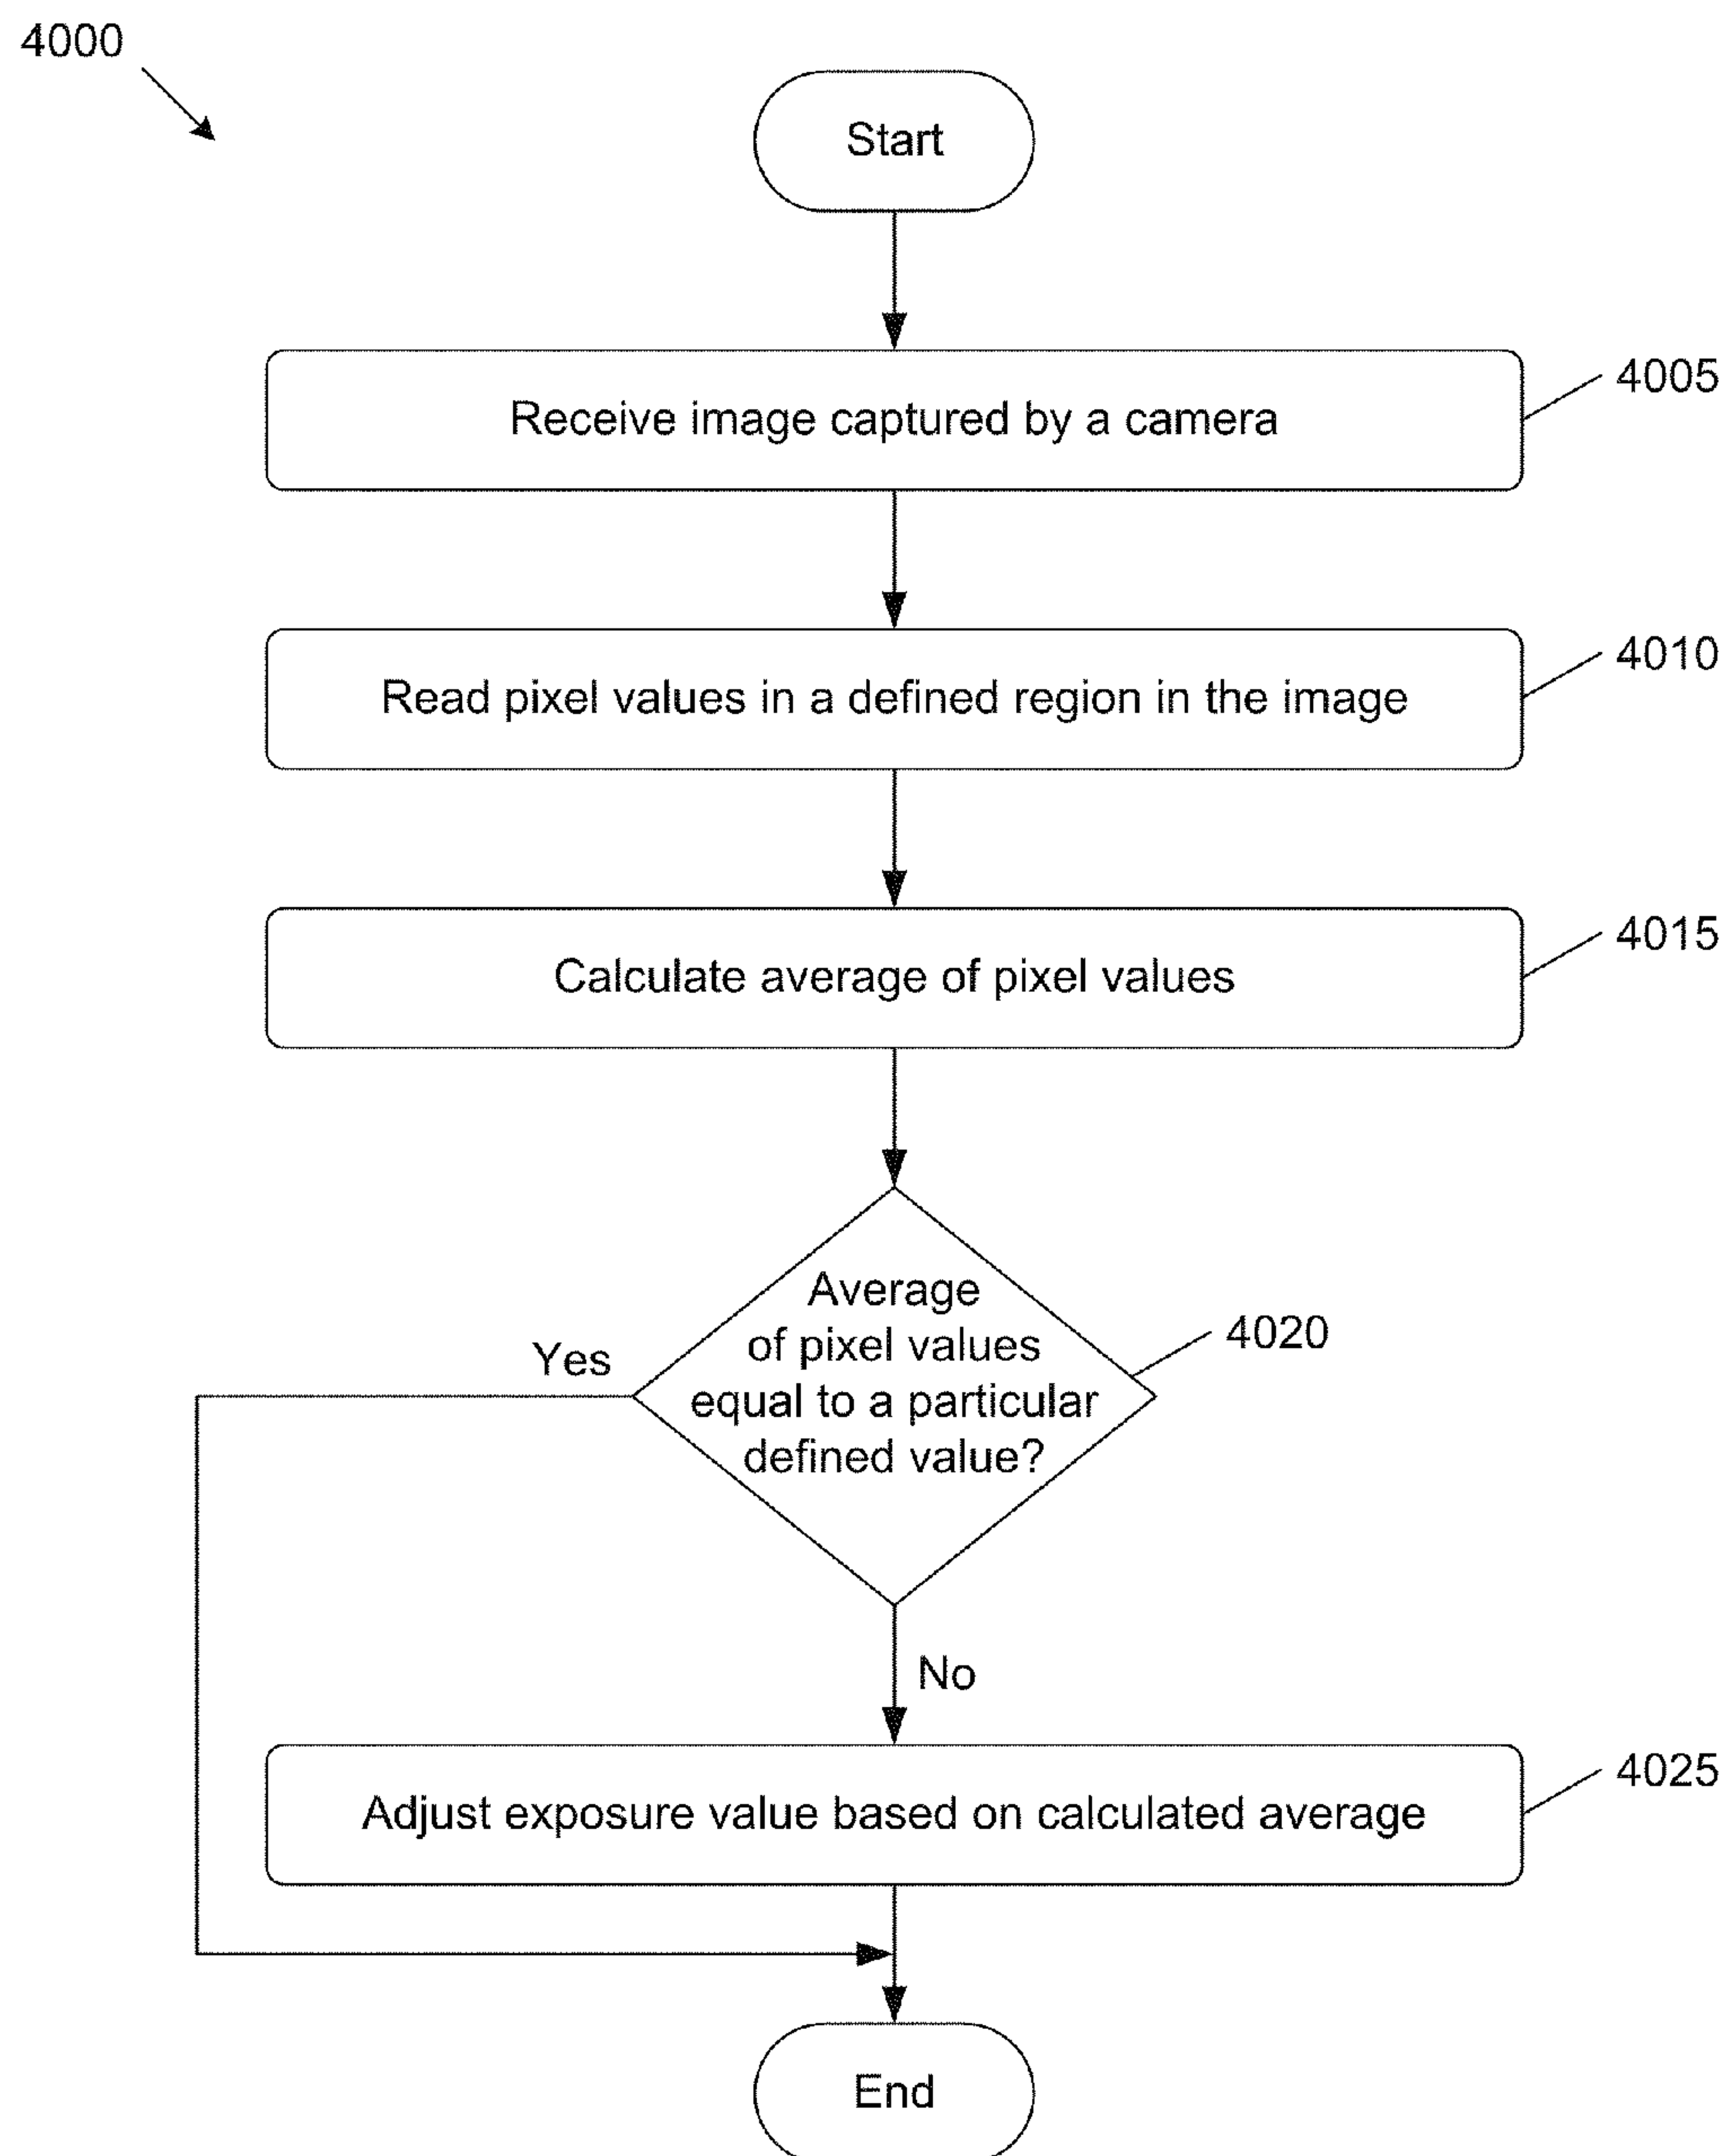 4000
Start
Receive image captured by a camera
4005
Read pixel values in a defined region in the image
4010
Calculate average of pixel values
4015
Average
of pixel values
equal to a particular
defined value?
4020
Yes
No
Adjust exposure value based on calculated average
4025
End